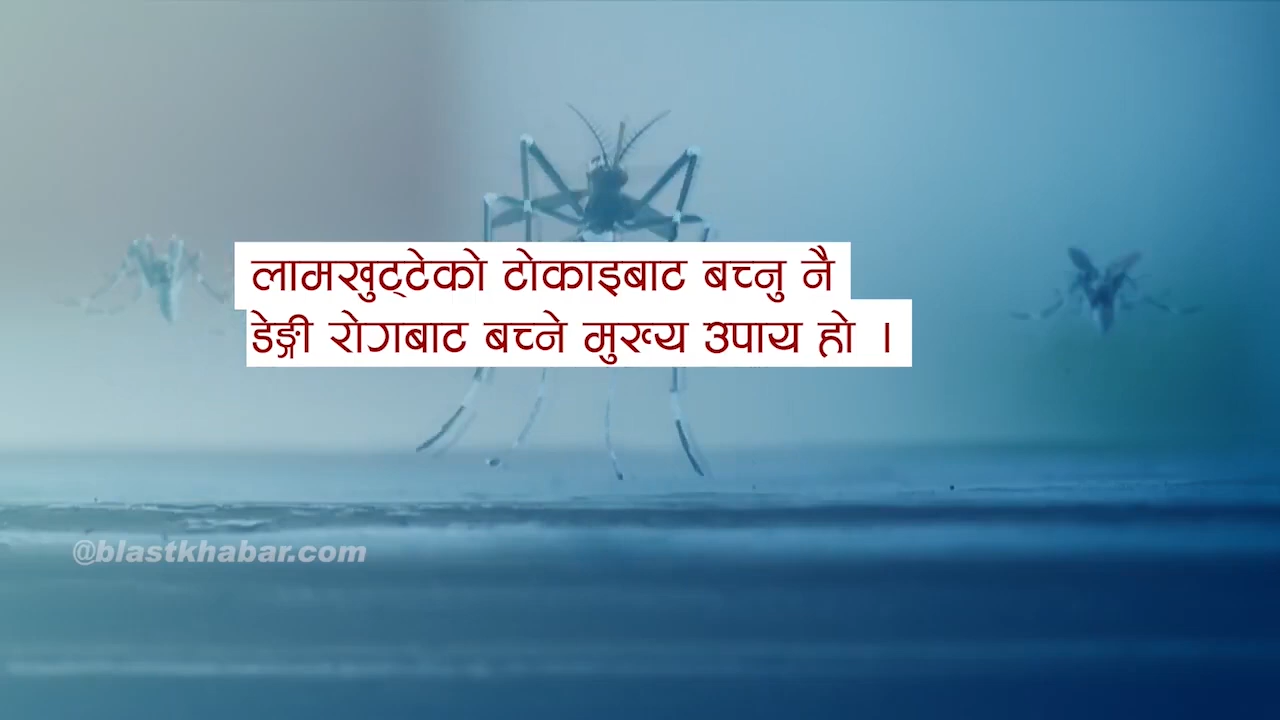 लामखुट्टेको टोकाइबाट बच्नु नै
डेङ्गी रोगबाट बच्ने मुख्य उपाय हो ।
@blastkhabar.com